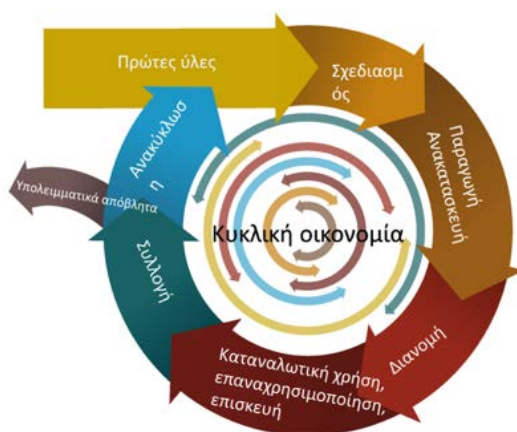 Πρώτες ύλες
Σχεδιασμ
ός
Παραγωγή
Ανακατασκευή
Διανομή
Καταναλωτική χρήση,
επαναχρησιμοποίηση,
επισκευή
Συλλογή
Υπολειμματικά απόβλητα
Ανακύκλωσ
η
Κυκλική οικονομία